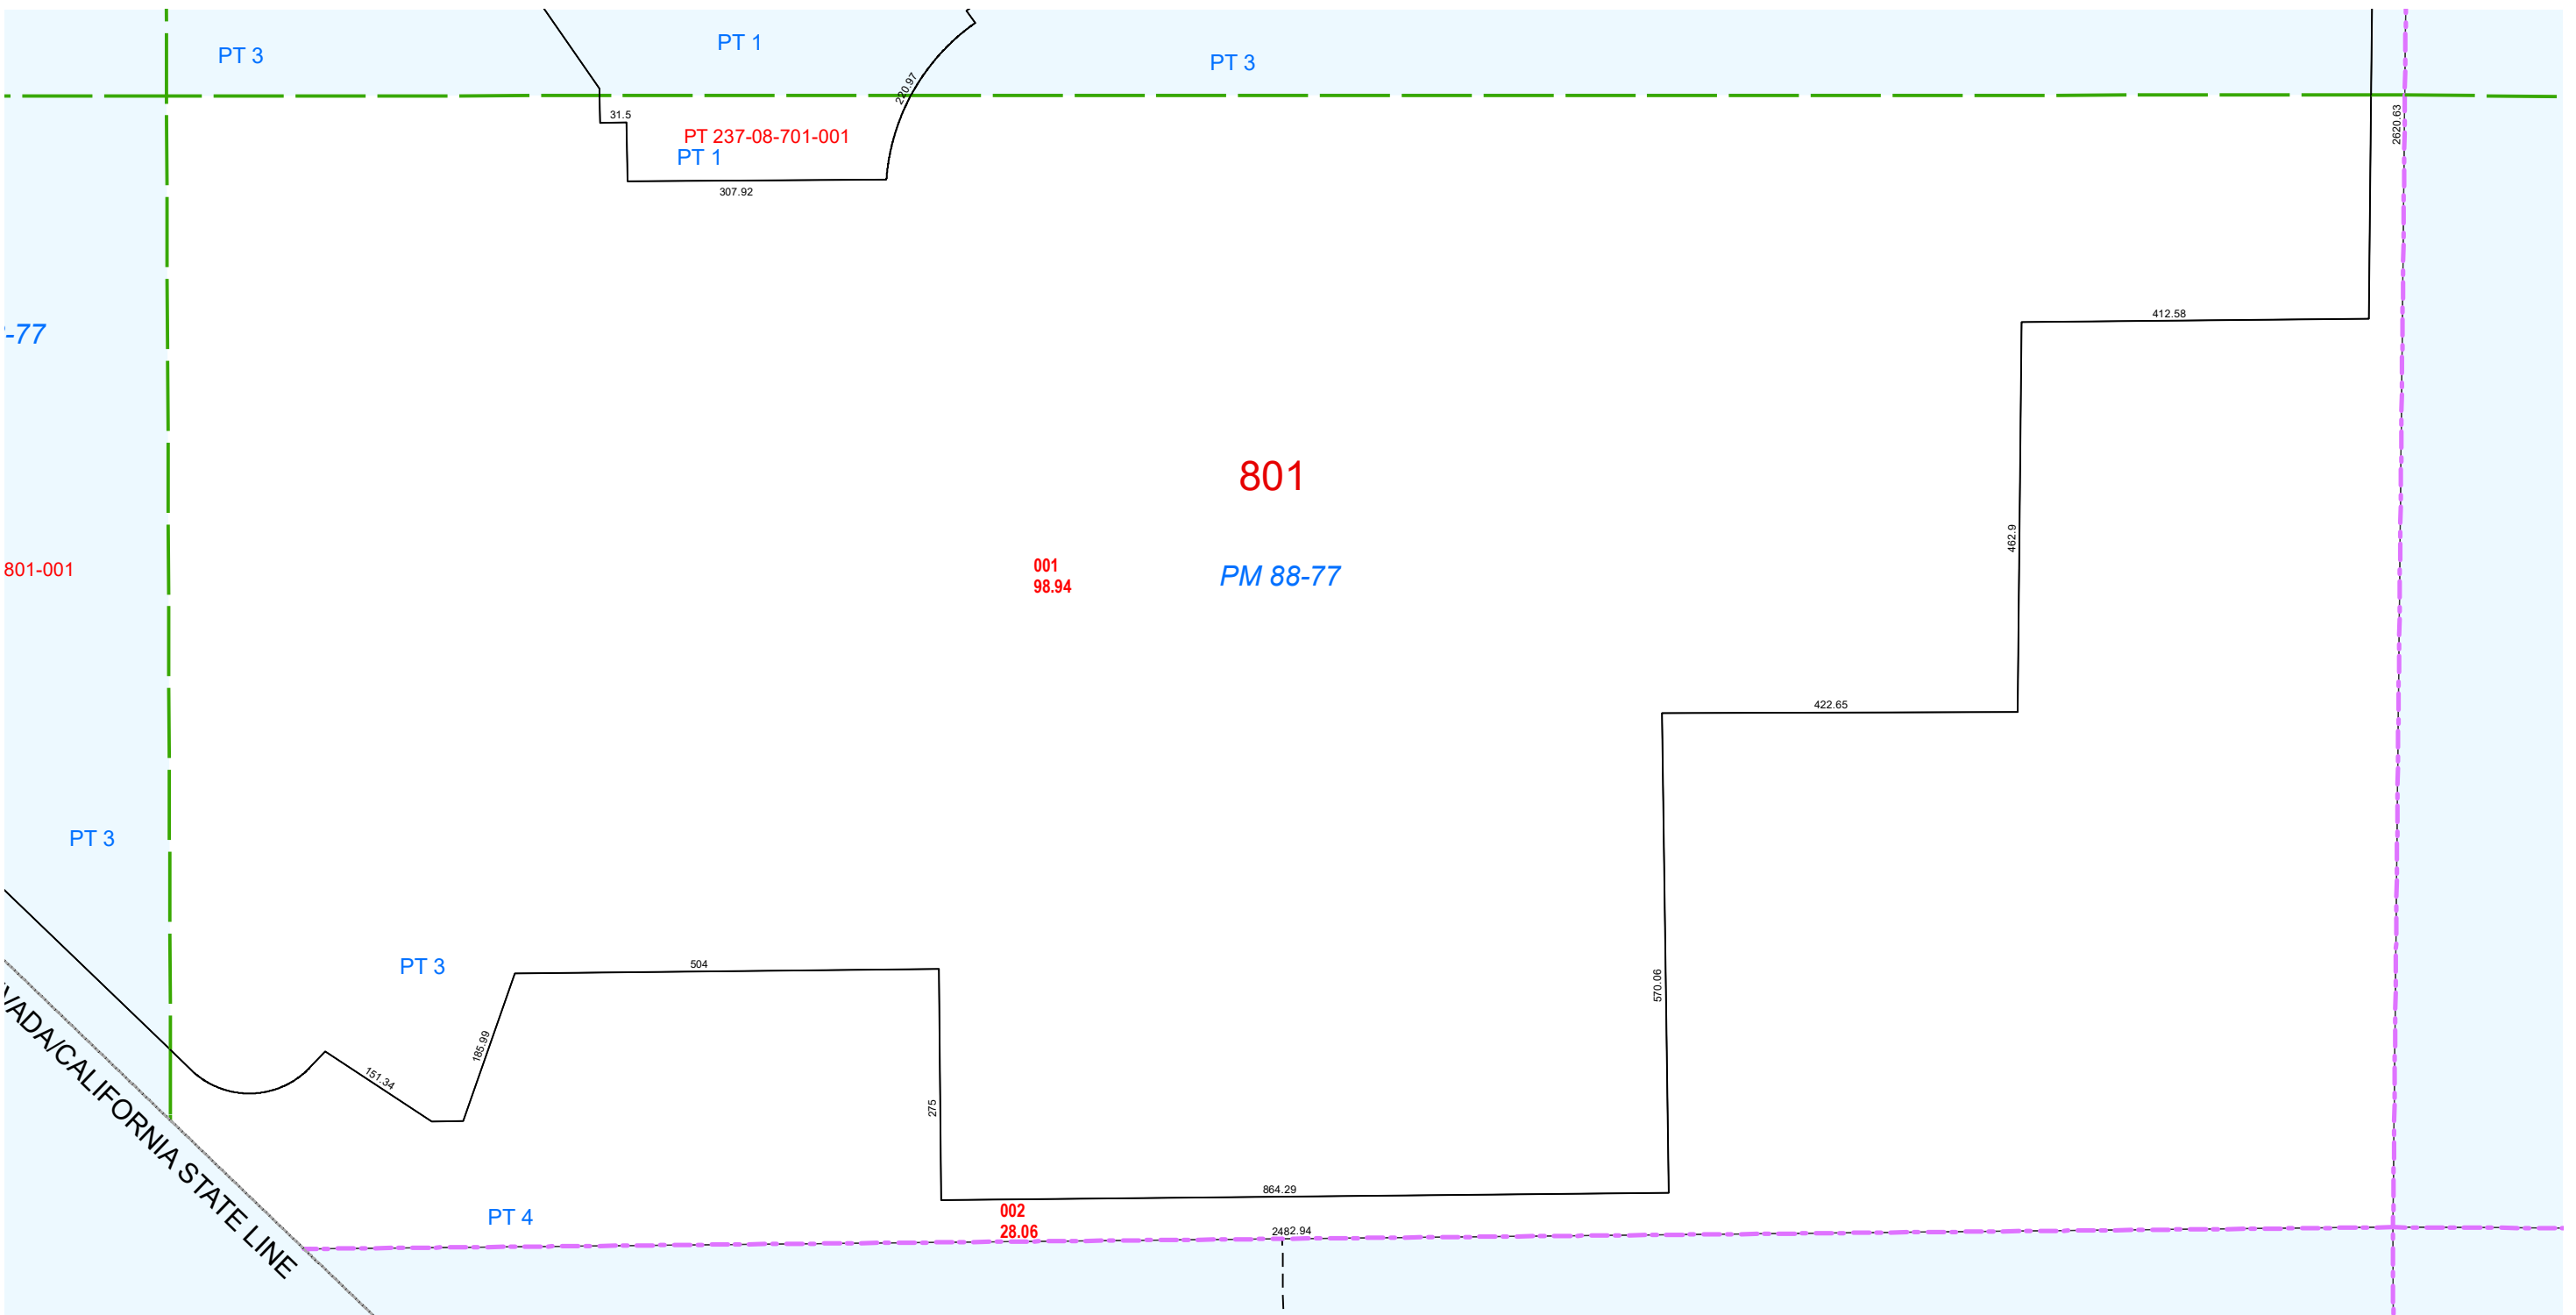 PT 3
PT 1
PT 3
220.97
2620.63
31.5
PT 237-08-701-001
PT 1
307.92
412.58
-77
801
462.9
801-001
001
98.94
PM 88-77
422.65
PT 3
PT 3
504
570.06
185.99
151.34
275
VADA/CALIFORNIA STATE LINE
864.29
PT 4
002
28.06
2482.94